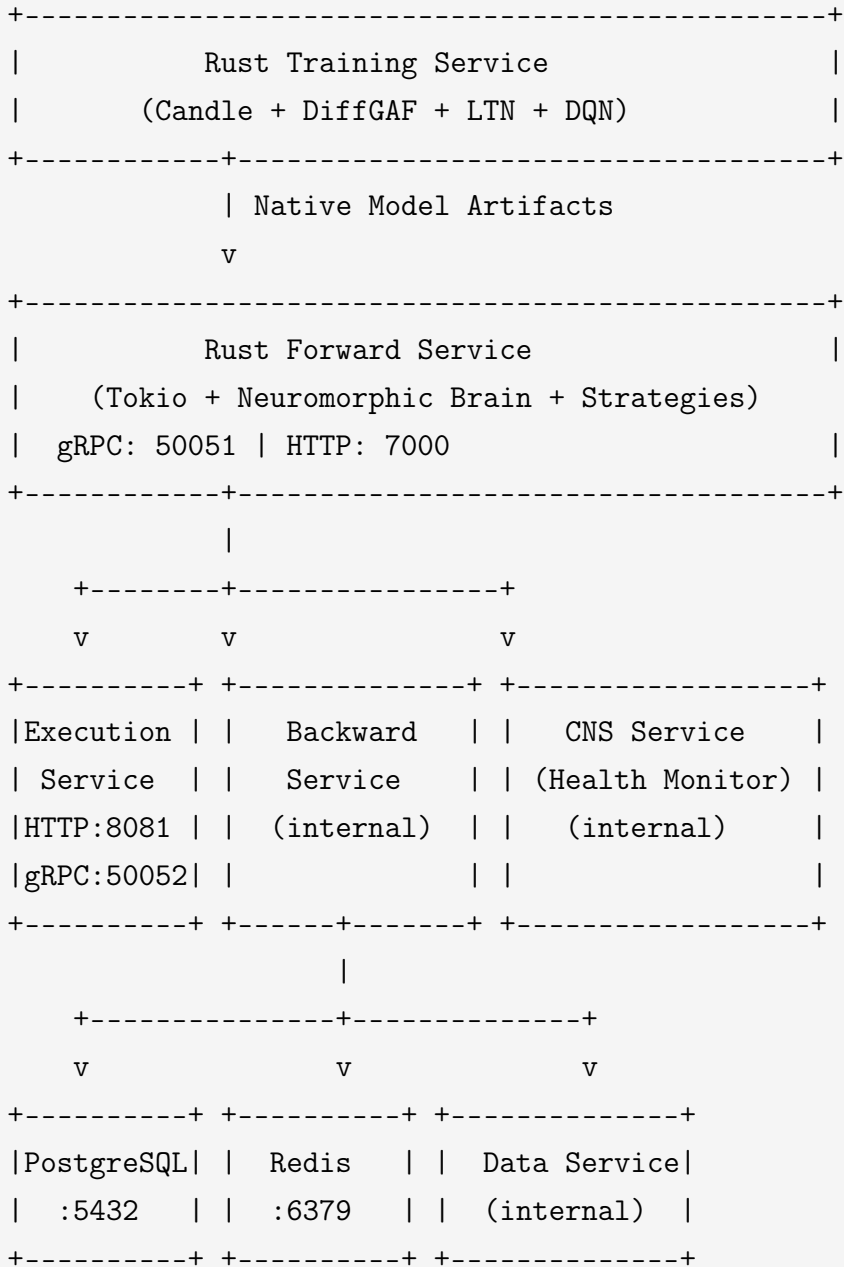 +-------------------------------------------------+
|            Rust Training Service                 |
|        (Candle + DiffGAF + LTN + DQN)            |
+------------+------------------------------------+
             | Native Model Artifacts
             v
+-------------------------------------------------+
|            Rust Forward Service                  |
|     (Tokio + Neuromorphic Brain + Strategies)
|  gRPC: 50051 | HTTP: 7000                        |
+------------+------------------------------------+
             |
    +--------+----------------+
    v        v                v
+----------+ +--------------+ +------------------+
|Execution | |   Backward   | |   CNS Service    |
| Service  | |   Service    | | (Health Monitor) |
|HTTP:8081 | |  (internal)  | |   (internal)     |
|gRPC:50052| |              | |                  |
+----------+ +------+-------+ +------------------+
                    |
    +---------------+--------------+
    v               v              v
+----------+ +----------+ +--------------+
|PostgreSQL| |  Redis   | |  Data Service|
|  :5432   | |  :6379   | |  (internal)  |
+----------+ +----------+ +--------------+